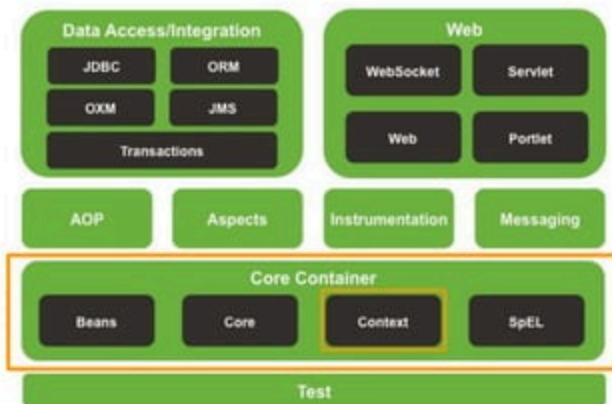 Data Access/Integration
JDBC ORM
OXM JMS
Transactions
Web
WebSocket Servlet
Web Portlet
AOP Aspects Instrumentation Messaging
Core Container
Beans Core Context SpEL
Test